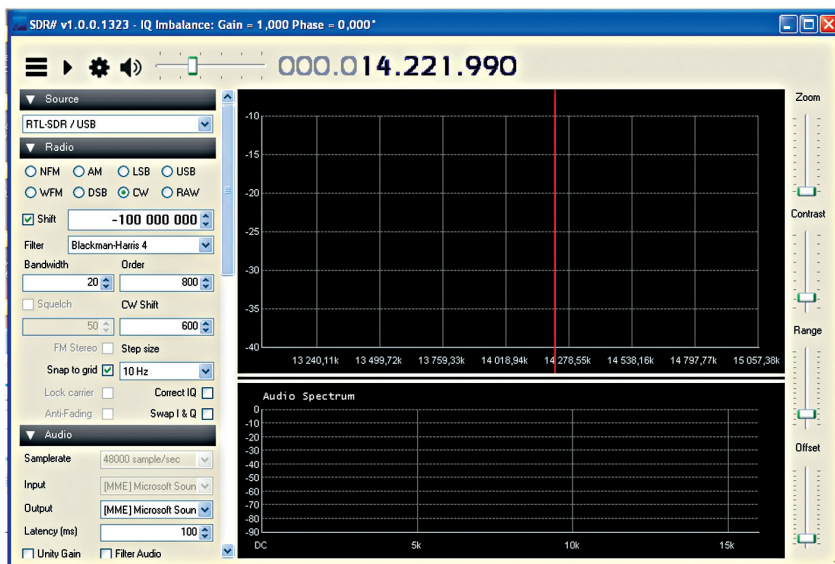 SDR# v1.0.0.1323 - IQ Imbalance: Gain = 1,000 Phase = 0,000°
000.014.221.990
Source
RTL-SDR / USB
Radio
NFM AM LSB USB
WFM DSB CW RAW
Shift -100 000 000
Filter Blackman-Harris 4
Bandwidth Order
20 800
Squelch CW Shift
50 600
FM Stereo Step size
Snap to grid 10 Hz
Lock carrier Correct IQ
Anti-Fading Swap I & Q
Audio
Samplerate 48000 sample/sec
Input [MME] Microsoft Soun
Output [MME] Microsoft Soun
Latency (ms) 100
Unity Gain Filter Audio
-10
-15
-20
-25
-30
-35
-40
13 240,11k 13 499,72k 13 759,33k 14 018,94k 14 278,55k 14 538,16k 14 797,77k 15 057,38k
Audio Spectrum
0
-10
-20
-30
-40
-50
-60
-70
-80
-90
DC 5k 10k 15k
Zoom
Contrast
Range
Offset